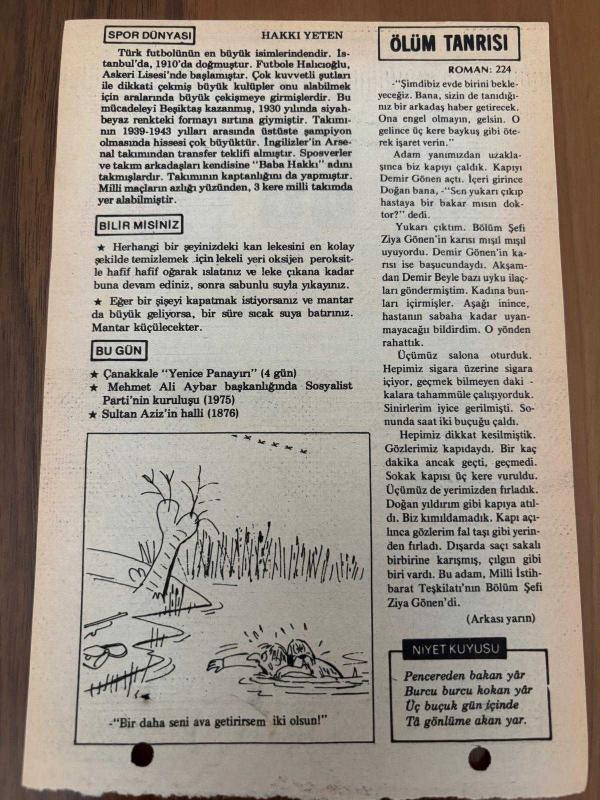 SPOR DÜNYASI
HAKKI YETEN
Türk futbolünün en büyük isimlerindendir. İs-
tanbul'da, 1910'da doğmuştur. Futbole Halıcıoğlu,
Askeri Lisesi'nde başlamıştır. Çok kuvvetli şutları
ile dikkati çekmiş büyük kulüpler onu alabilmek
için aralarında büyük çekişmeye girmişlerdir. Bu
mücadeleyi Beşiktaş kazanmış, 1930 yılında siyah-
beyaz renkteki formayı sırtına giymiştir. Takımı-
nın 1939-1943 yılları arasında üstüste şampiyon
olmasında hissesi çok büyüktür. İngilizler'in Arse-
nal takımından transfer teklifi almıştır. Sposverler
ve takım arkadaşları kendisine "Baba Hakkı" adını
takmışlardır. Takımının kaptanlığını da yapmıştır.
Milli maçların azlığı yüzünden, 3 kere milli takımda
yer alabilmiştir.
BİLİR MİSİNİZ
★ Herhangi bir şeyinizdeki kan lekesini en kolay
şekilde temizlemek için lekeli yeri oksijen peroksit-
le hafif hafif oğarak ıslatınız ve leke çıkana kadar
buna devam ediniz, sonra sabunlu suyla yıkayınız.
★ Eğer bir şişeyi kapatmak istiyorsanız ve mantar
da büyük geliyorsa, bir süre sıcak suya batırınız.
Mantar küçülecekter.
BU GÜN
★ Çanakkale "Yenice Panayırı" (4 gün)
★ Mehmet Ali Aybar başkanlığında Sosyalist
Parti'nin kuruluşu (1975)
★ Sultan Aziz'in halli (1876)
-"Bir daha seni ava getirirsem iki olsun!"
ÖLÜM TANRISI
ROMAN: 224
-"Şimdibiz evde birini bekle-
yeceğiz. Bana, sizin de tanıdığı-
nız bir arkadaş haber getirecek.
Ona engel olmayın, gelsin. O
gelince üç kere baykuş gibi öte-
rek işaret verin."
Adam yanımızdan uzakla-
şınca biz kapıyı çaldık. Kapıyı
Demir Gönen açtı. İçeri girince
Doğan bana, -"Sen yukarı çıkıp
hastaya bir bakar mısın dok-
tor?" dedi.
Yukarı çıktım. Bölüm Şefi
Ziya Gönen'in karısı mışıl mışıl
uyuyordu. Demir Gönen'in ka-
rısı ise başucundaydı. Akşam-
dan Demir Beyle bazı uyku ilaç-
ları göndermiştim. Kadına bun-
ları içirmişler. Aşağı inince,
hastanın sabaha kadar uyan-
mayacağı bildirdim. O yönden
rahattık.
Üçümüz salona oturduk.
Hepimiz sigara üzerine sigara
içiyor, geçmek bilmeyen daki -
kalara tahammüle çalışıyorduk.
Sinirlerim iyice gerilmişti. So-
nunda saat iki buçuğu çaldı.
Hepimiz dikkat kesilmiştik.
Gözlerimiz kapıdaydı. Bir kaç
dakika ancak geçti, geçmedi.
Sokak kapısı üç kere vuruldu.
Üçümüz de yerimizden fırladık.
Doğan yıldırım gibi kapıya atıl-
dı. Biz kımıldamadık. Kapı açı-
lınca gözlerim fal taşı gibi yerin-
den fırladı. Dışarda saçı sakalı
birbirine karışmış, çılgın gibi
biri vardı. Bu adam, Milli İstih-
barat Teşkilatı'nın Bölüm Şefi
Ziya Gönen'di.
(Arkası yarın)
NİYET KUYUSU
Pencereden bakan yâr
Burcu burcu kokan yâr
Üç buçuk gün içinde
Tâ gönlüme akan yar.